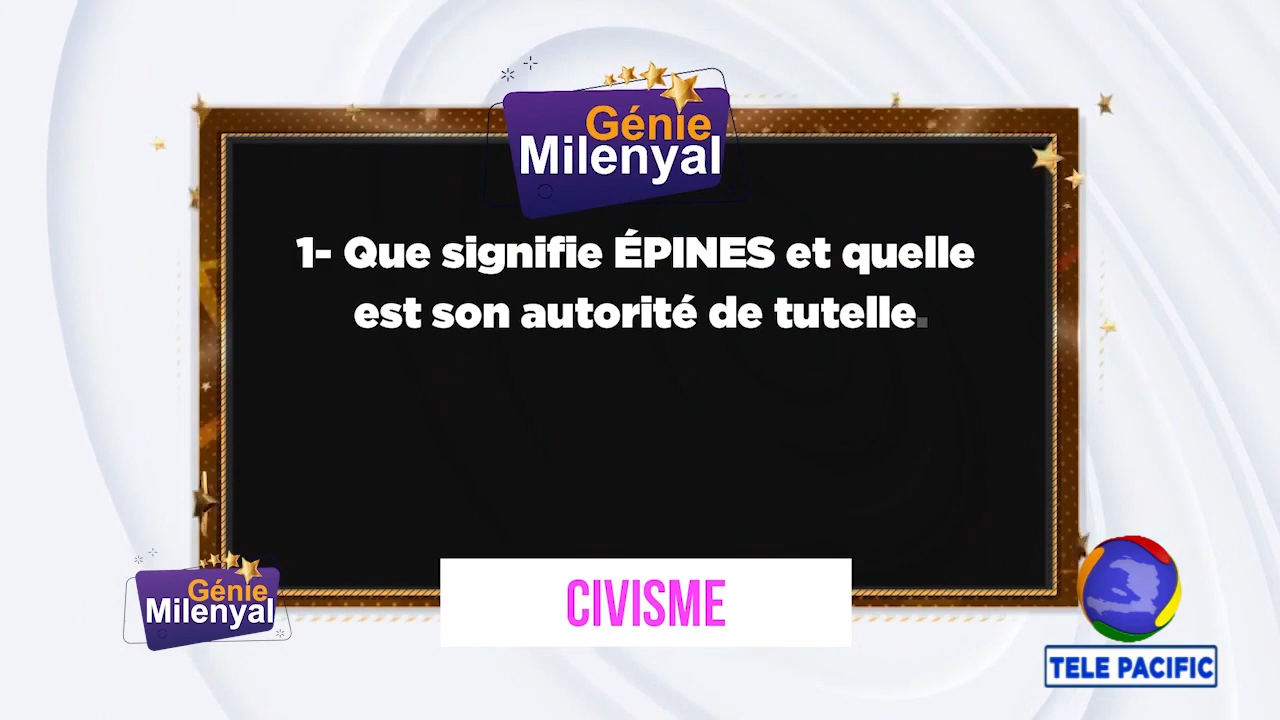 Génie
Milenyal
1- Que signifie ÉPINES et quelle
est son autorité de tutelle.
Génie
Milenyal
CIVISME
TELE PACIFIC